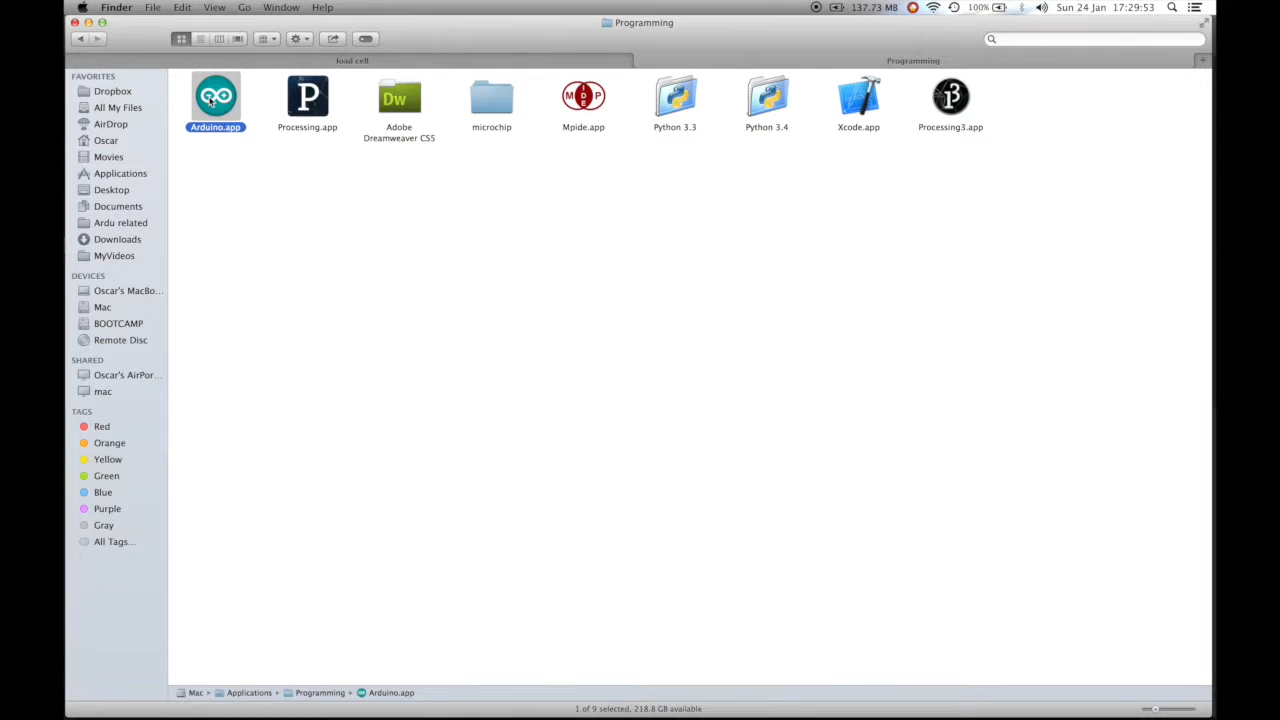 Finder File Edit View Go Window Help 137.73 MB 100% Sun 24 Jan 17:29:53
Programming
load cell Programming
FAVORITES
Dropbox
All My Files
AirDrop
Oscar
Movies
Applications
Desktop
Documents
Ardu related
Downloads
MyVideos
DEVICES
Oscar's MacBo...
Mac
BOOTCAMP
Remote Disc
SHARED
Oscar's AirPor...
mac
TAGS
Red
Orange
Yellow
Green
Blue
Purple
Gray
All Tags...
P Dw M IDE P i3
Arduino.app Processing.app Adobe Dreamweaver CS5 microchip Mpide.app Python 3.3 Python 3.4 Xcode.app Processing3.app
Mac Applications Programming Arduino.app
1 of 9 selected, 218.8 GB available